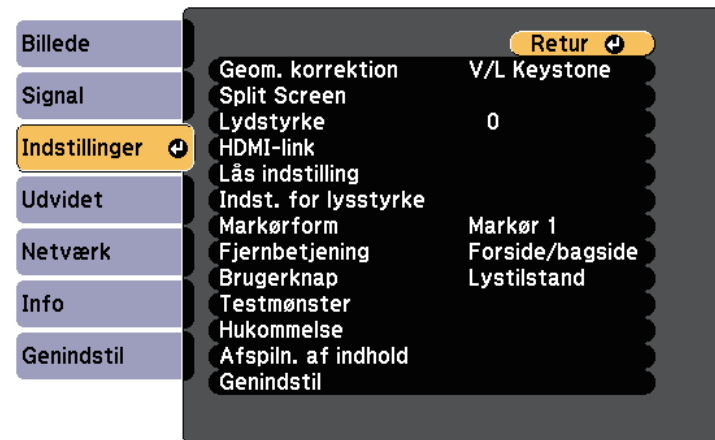 Billede
Signal
Indstillinger
Udvidet
Netværk
Info
Genindstil
Retur
Geom. korrektion V/L Keystone
Split Screen
Lydstyrke 0
HDMI-link
Lås indstilling
Indst. for lysstyrke
Markørform Markør 1
Fjernbetjening Forside/bagside
Brugerknap Lystilstand
Testmønster
Hukommelse
Afspiln. af indhold
Genindstil